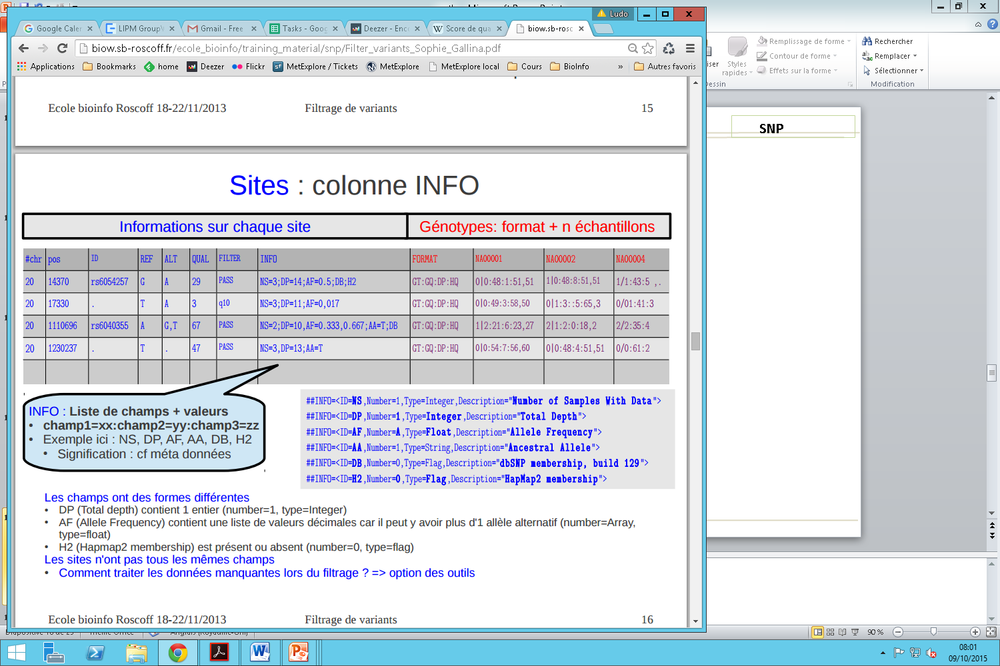 Ludo
Google Caler
LIPM Group
Gmail - Free
Tasks - Goog
Deezer - Enc
Score de qua
biow.sb-rosc
biow.sb-roscoff.fr/ecole_bioinfo/training_material/snp/Filter_variants_Sophie_Gallina.pdf
Applications Bookmarks home Deezer Flickr MetExplore / Tickets MetExplore MetExplore local Cours BioInfo » Autres favoris
Remplissage de forme
Contour de forme
Effets sur la forme
Styles
rapides
Dessin
Rechercher
Remplacer
Sélectionner
Modification
SNP
Ecole bioinfo Roscoff 18-22/11/2013 Filtrage de variants 15
Sites : colonne INFO
Informations sur chaque site Génotypes: format + n échantillons
#chr pos ID REF ALT QUAL FILTER INFO FORMAT NA00001 NA00002 NA00004
20 14370 rs6054257 G A 29 PASS NS=3;DP=14;AF=0.5;DB;H2 GT:GQ:DP:HQ 0|0:48:1:51,51 1|0:48:8:51,51 1/1:43:5 ,.
20 17330 . T A 3 q10 NS=3;DP=11;AF=0,017 GT:GQ:DP:HQ 0|0:49:3:58,50 0|1:3::5:65,3 0/01:41:3
20 1110696 rs6040355 A G,T 67 PASS NS=2;DP=10,AF=0.333,0.667;AA=T;DB GT:GQ:DP:HQ 1|2:21:6:23,27 2|1:2:0:18,2 2/2:35:4
20 1230237 . T . 47 PASS NS=3,DP=13;AA=T GT:GQ:DP:HQ 0|0:54:7:56,60 0|0:48:4:51,51 0/0:61:2
INFO : Liste de champs + valeurs
• champ1=xx:champ2=yy:champ3=zz
• Exemple ici : NS, DP, AF, AA, DB, H2
• Signification : cf méta données
##INFO=<ID=NS,Number=1,Type=Integer,Description="Number of Samples With Data">
##INFO=<ID=DP,Number=1,Type=Integer,Description="Total Depth">
##INFO=<ID=AF,Number=A,Type=Float,Description="Allele Frequency">
##INFO=<ID=AA,Number=1,Type=String,Description="Ancestral Allele">
##INFO=<ID=DB,Number=0,Type=Flag,Description="dbSNP membership, build 129">
##INFO=<ID=H2,Number=0,Type=Flag,Description="HapMap2 membership">
Les champs ont des formes différentes
• DP (Total depth) contient 1 entier (number=1, type=Integer)
• AF (Allele Frequency) contient une liste de valeurs décimales car il peut y avoir plus d'1 allèle alternatif (number=Array,
type=float)
• H2 (Hapmap2 membership) est présent ou absent (number=0, type=flag)
Les sites n'ont pas tous les mêmes champs
• Comment traiter les données manquantes lors du filtrage ? => option des outils
Ecole bioinfo Roscoff 18-22/11/2013 Filtrage de variants 16
90 %
08:01
09/10/2015